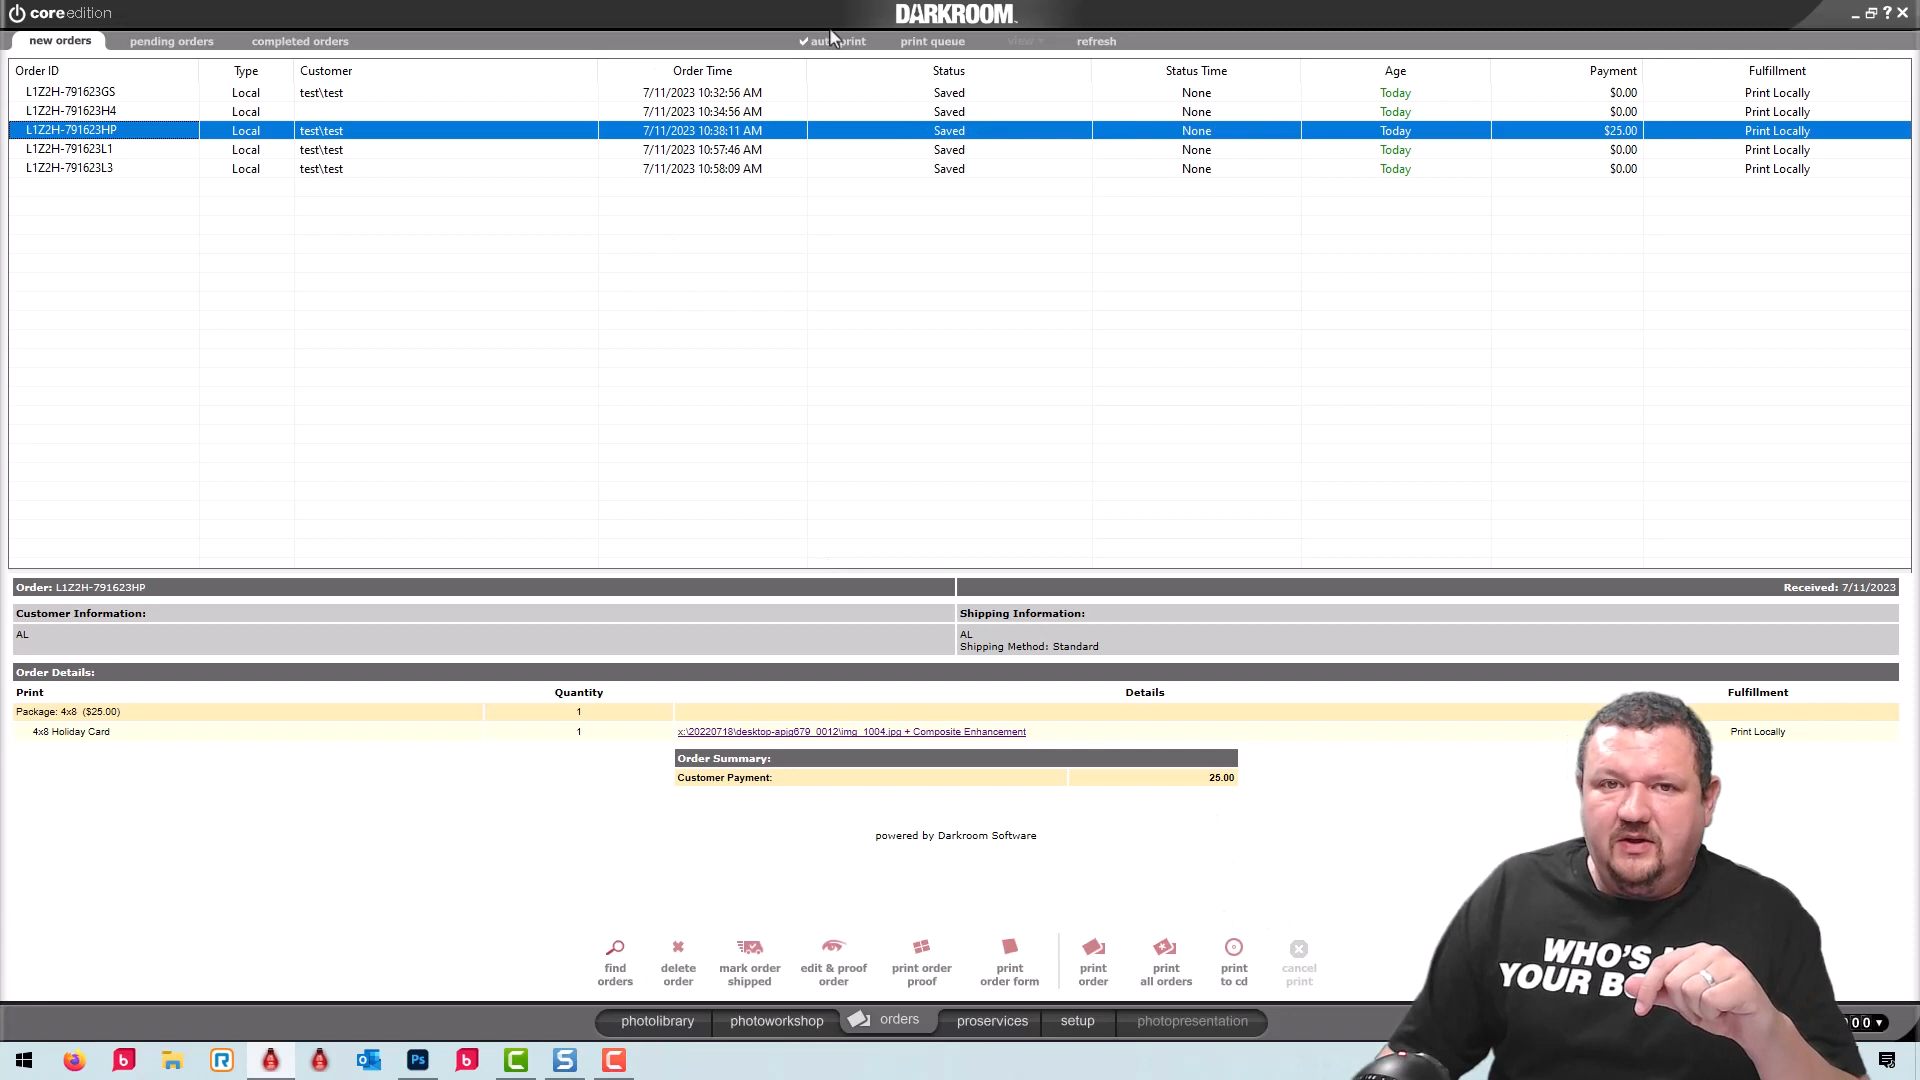 coreedition
DARKROOM
new orders pending orders completed orders print queue view refresh
Order ID Type Customer Order Time Status Status Time Age Payment Fulfillment
L1Z2H-791623GS Local test\test 7/11/2023 10:32:56 AM Saved None Today $0.00 Print Locally
L1Z2H-791623H4 Local 7/11/2023 10:34:56 AM Saved None Today $0.00 Print Locally
L1Z2H-791623HP Local test\test 7/11/2023 10:38:11 AM Saved None Today $25.00 Print Locally
L1Z2H-791623L1 Local test\test 7/11/2023 10:57:46 AM Saved None Today $0.00 Print Locally
L1Z2H-791623L3 Local test\test 7/11/2023 10:58:09 AM Saved None Today $0.00 Print Locally
Order: L1Z2H-791623HP Received: 7/11/2023
Customer Information: Shipping Information:
AL AL
Shipping Method: Standard
Order Details:
Print Quantity Details Fulfillment
Package: 4x8 ($25.00) 1
4x8 Holiday Card 1 x:\20220718\desktop-apjg679_0012\img_1004.jpg + Composite Enhancement Print Locally
Order Summary:
Customer Payment: 25.00
powered by Darkroom Software
find orders
delete order
mark order shipped
edit & proof order
print order proof
print order form
print order
print all orders
print to cd
cancel print
WHO'S
YOUR
photolibrary photoworkshop orders proservices setup photopresentation
b R Ps b C S C